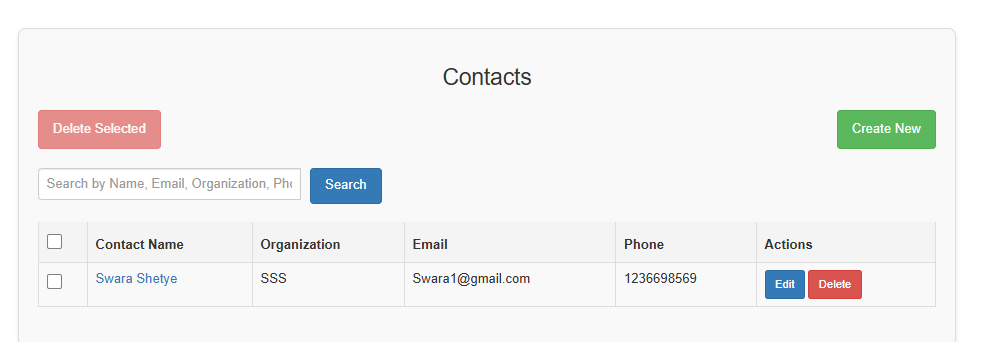 Contacts
Delete Selected
Create New
Search by Name, Email, Organization, Pho
Search
Contact Name Organization Email Phone Actions
Swara Shetye SSS Swara1@gmail.com 1236698569 Edit Delete